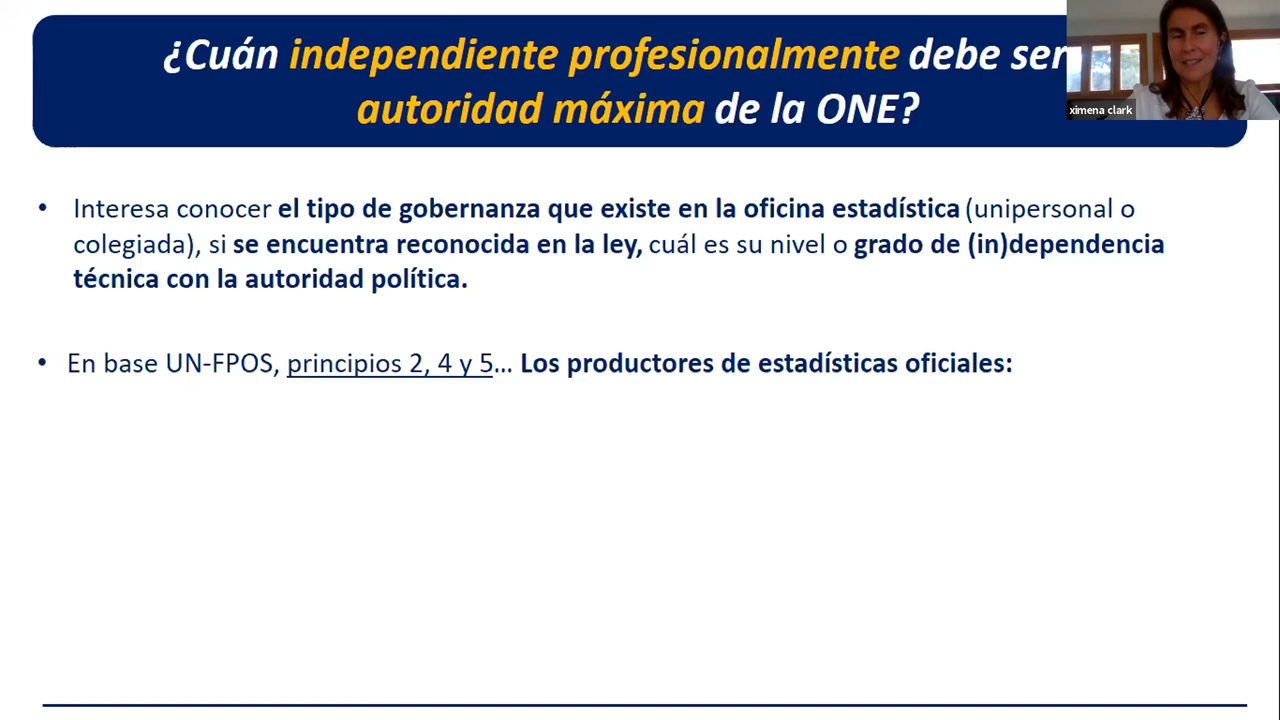 ¿Cuán independiente profesionalmente debe ser
autoridad máxima de la ONE?
ximena clark
• Interesa conocer el tipo de gobernanza que existe en la oficina estadística (unipersonal o
colegiada), si se encuentra reconocida en la ley, cuál es su nivel o grado de (in)dependencia
técnica con la autoridad política.
• En base UN-FPOS, principios 2, 4 y 5... Los productores de estadísticas oficiales: